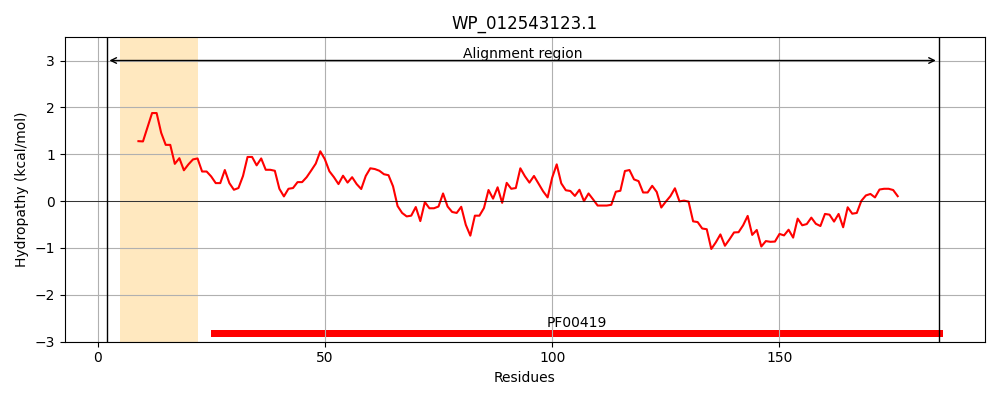 WP_012543123.1
Alignment region
3
2
1
0
−1
−2
−3
Hydropathy (kcal/mol)
PF00419
0
50
100
150
Residues